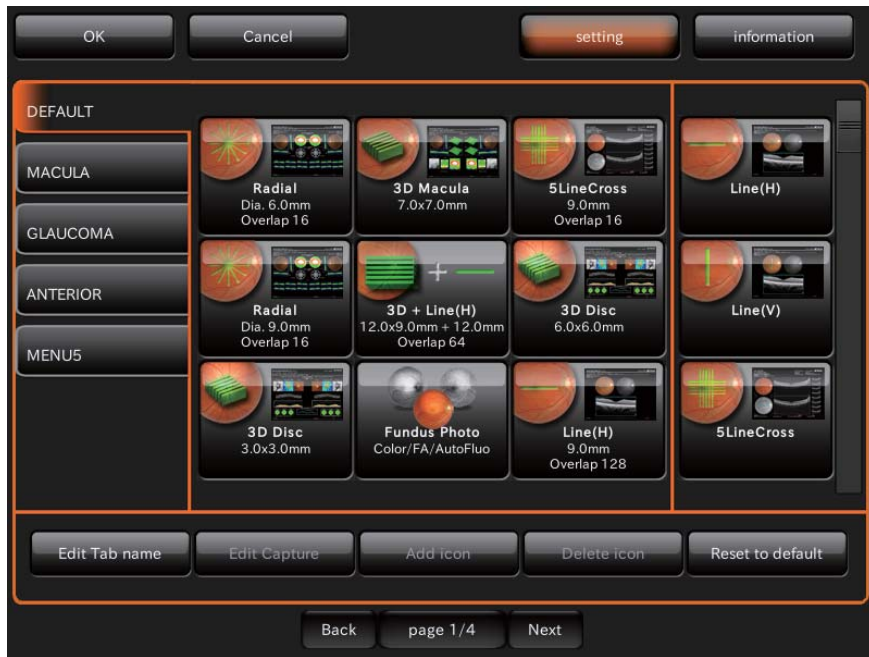 OK
Cancel
setting
information
DEFAULT
MACULA
GLAUCOMA
ANTERIOR
MENU5
Radial
Dia. 6.0mm
Overlap 16
3D Macula
7.0x7.0mm
5LineCross
9.0mm
Overlap 16
Line(H)
Radial
Dia. 9.0mm
Overlap 16
3D + Line(H)
12.0x9.0mm + 12.0mm
Overlap 64
3D Disc
6.0x6.0mm
Line(V)
3D Disc
3.0x3.0mm
Fundus Photo
Color/FA/AutoFluo
Line(H)
9.0mm
Overlap 128
5LineCross
Edit Tab name
Edit Capture
Add icon
Delete icon
Reset to default
Back
page 1/4
Next